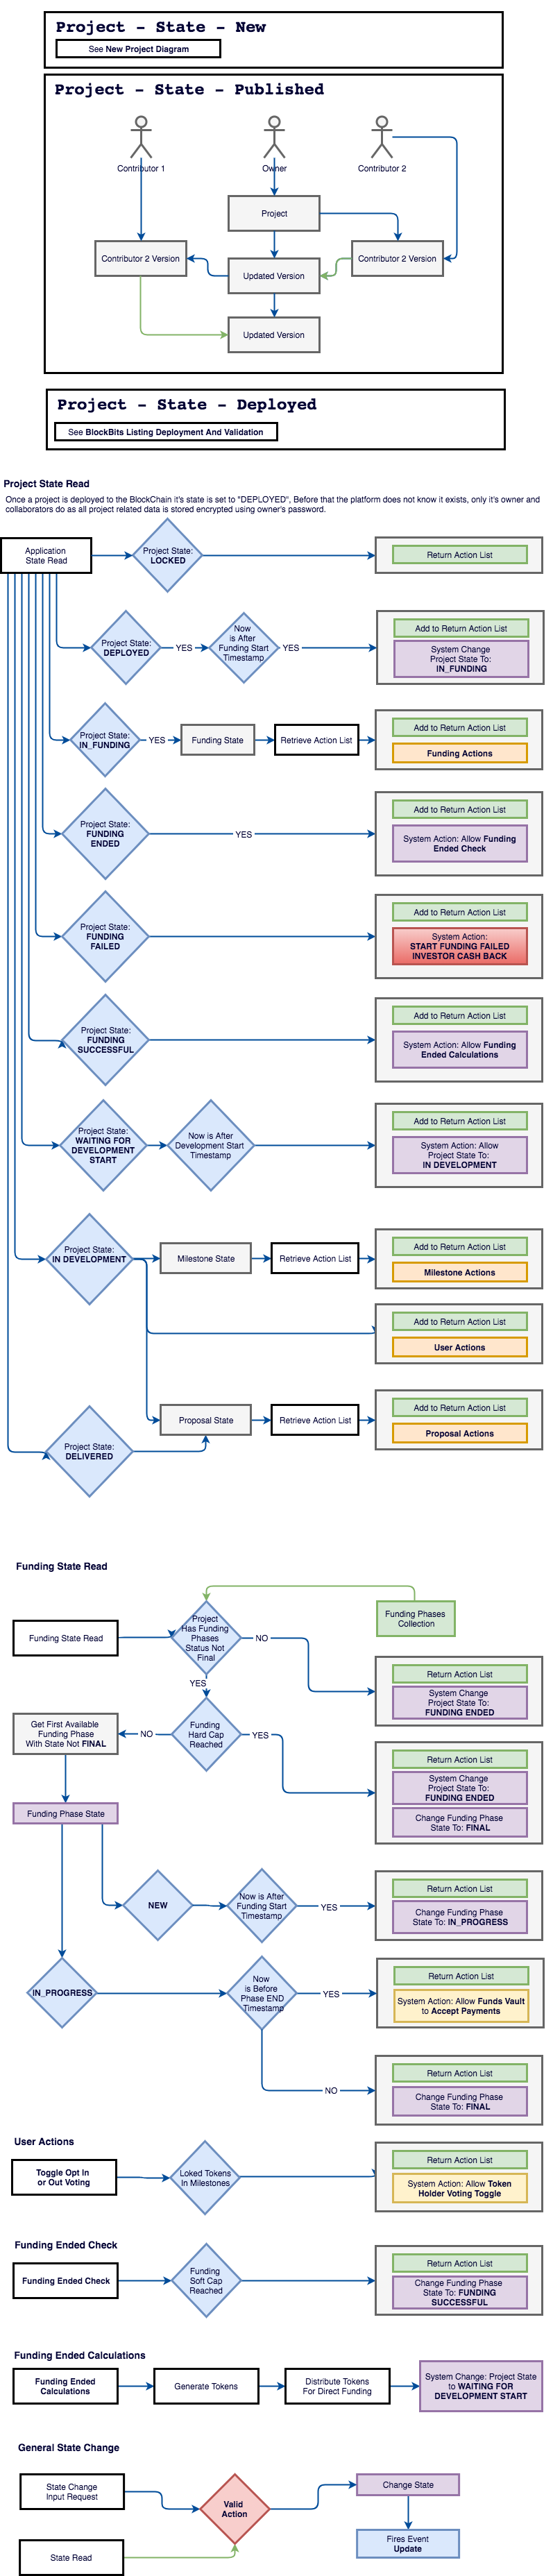 Project - State - New
See New Project Diagram
Project - State - Published
Contributor 1
Owner
Contributor 2
Project
Contributor 2 Version
Updated Version
Contributor 2 Version
Updated Version
Project - State - Deployed
See BlockBits Listing Deployment And Validation
Project State Read
Once a project is deployed to the BlockChain it's state is set to "DEPLOYED", Before that the platform does not know it exists, only it's owner and
collaborators do as all project related data is stored encrypted using owner's password.
Application
State Read
Project State:
LOCKED
Return Action List
Project State:
DEPLOYED
YES
Now
is After
Funding Start
Timestamp
YES
Add to Return Action List
System Change
Project State To:
IN_FUNDING
Project State:
IN_FUNDING
YES
Funding State
Retrieve Action List
Add to Return Action List
Funding Actions
Project State:
FUNDING
ENDED
YES
Add to Return Action List
System Action: Allow Funding
Ended Check
Project State:
FUNDING
FAILED
Add to Return Action List
System Action:
START FUNDING FAILED
INVESTOR CASH BACK
Project State:
FUNDING
SUCCESSFUL
Add to Return Action List
System Action: Allow Funding
Ended Calculations
Project State:
WAITING FOR
DEVELOPMENT
START
Now is After
Development Start
Timestamp
Add to Return Action List
System Action: Allow
Project State To:
IN DEVELOPMENT
Project State:
IN DEVELOPMENT
Milestone State
Retrieve Action List
Add to Return Action List
Milestone Actions
Add to Return Action List
User Actions
Proposal State
Retrieve Action List
Add to Return Action List
Proposal Actions
Project State:
DELIVERED
Funding State Read
Funding State Read
Project
Has Funding
Phases
Status Not
Final
NO
Funding Phases
Collection
Return Action List
System Change
Project State To:
FUNDING ENDED
YES
Get First Available
Funding Phase
With State Not FINAL
NO
Funding
Hard Cap
Reached
YES
Return Action List
System Change
Project State To:
FUNDING ENDED
Change Funding Phase
State To: FINAL
Funding Phase State
NEW
Now is After
Funding Start
Timestamp
YES
Return Action List
Change Funding Phase
State To: IN_PROGRESS
IN_PROGRESS
Now
is Before
Phase END
Timestamp
YES
Return Action List
System Action: Allow Funds Vault
to Accept Payments
NO
Return Action List
Change Funding Phase
State To: FINAL
User Actions
Toggle Opt In
or Out Voting
Loked Tokens
In Milestones
Return Action List
System Action: Allow Token
Holder Voting Toggle
Funding Ended Check
Funding Ended Check
Funding
Soft Cap
Reached
Return Action List
Change Funding Phase
State To: FUNDING
SUCCESSFUL
Funding Ended Calculations
Funding Ended
Calculations
Generate Tokens
Distribute Tokens
For Direct Funding
System Change: Project State
to WAITING FOR
DEVELOPMENT START
General State Change
State Change
Input Request
Valid
Action
Change State
Fires Event
Update
State Read